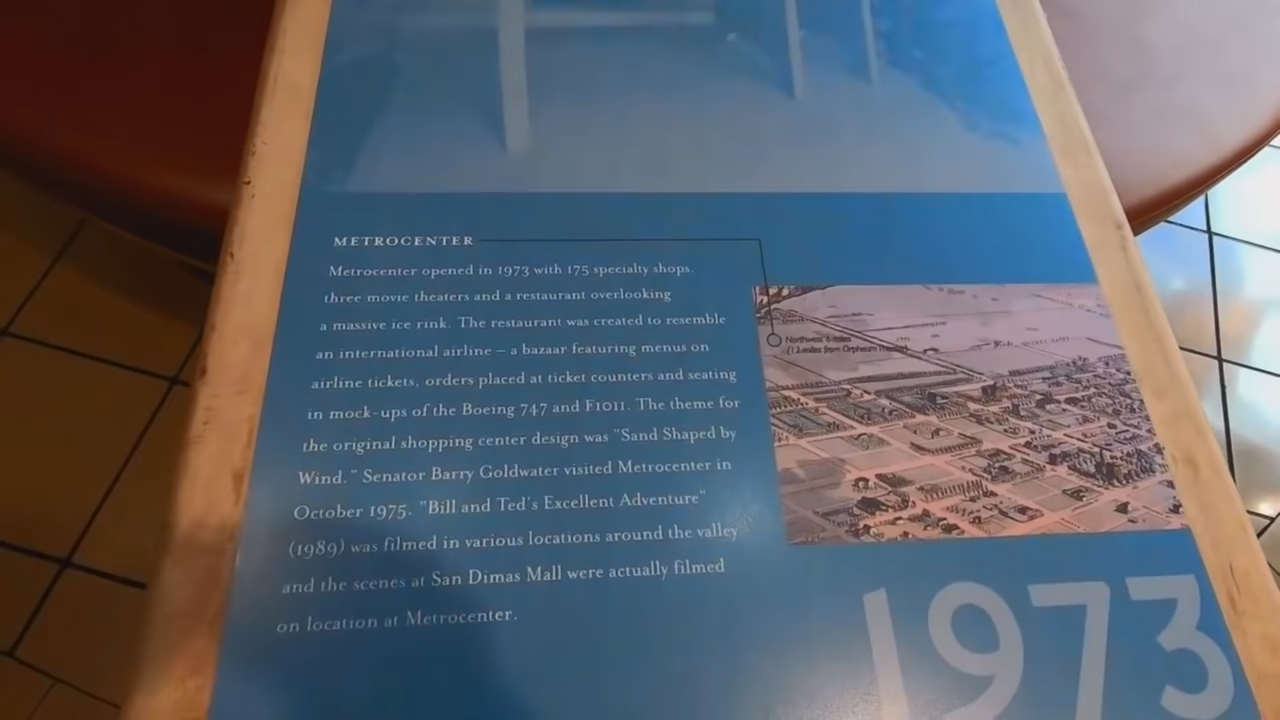 METROCENTER
Metrocenter opened in 1973 with 175 specialty shops,
three movie theaters and a restaurant overlooking
a massive ice rink. The restaurant was created to resemble
an international airline – a bazaar featuring menus on
airline tickets, orders placed at ticket counters and seating
in mock-ups of the Boeing 747 and F1011. The theme for
the original shopping center design was "Sand Shaped by
Wind." Senator Barry Goldwater visited Metrocenter in
October 1975. "Bill and Ted's Excellent Adventure"
(1989) was filmed in various locations around the valley
and the scenes at San Dimas Mall were actually filmed
on location at Metrocenter.
Northwest 6 miles
(12 miles from Orpheum Theatre)
1973